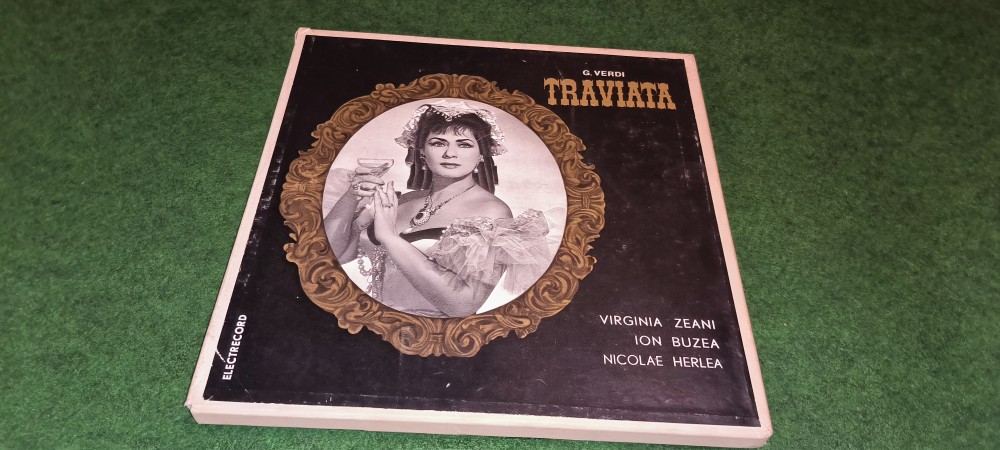 G. VERDI
TRAVIATA
VIRGINIA ZEANI
ION BUZEA
NICOLAE HERLEA
ELECTRECORD